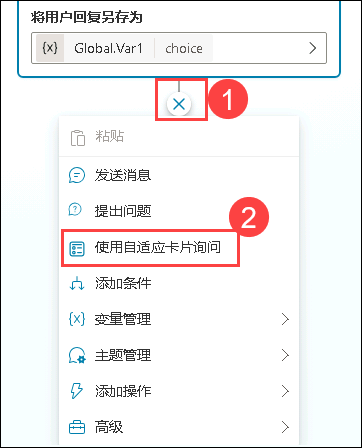 将用户回复另存为
{x} Global.Var1 choice
1
粘贴
发送消息
提出问题
2
使用自适应卡片询问
添加条件
{x} 变量管理
主题管理
添加操作
高级